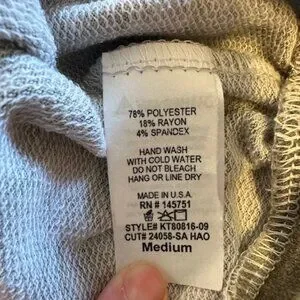 78% POLYESTER
18% RAYON
4% SPANDEX
HAND WASH
WITH COLD WATER
DO NOT BLEACH
HANG OR LINE DRY
MADE IN U.S.A.
RN # 145751
STYLE# KT80816-09
CUT# 24058-SA HAO
Medium